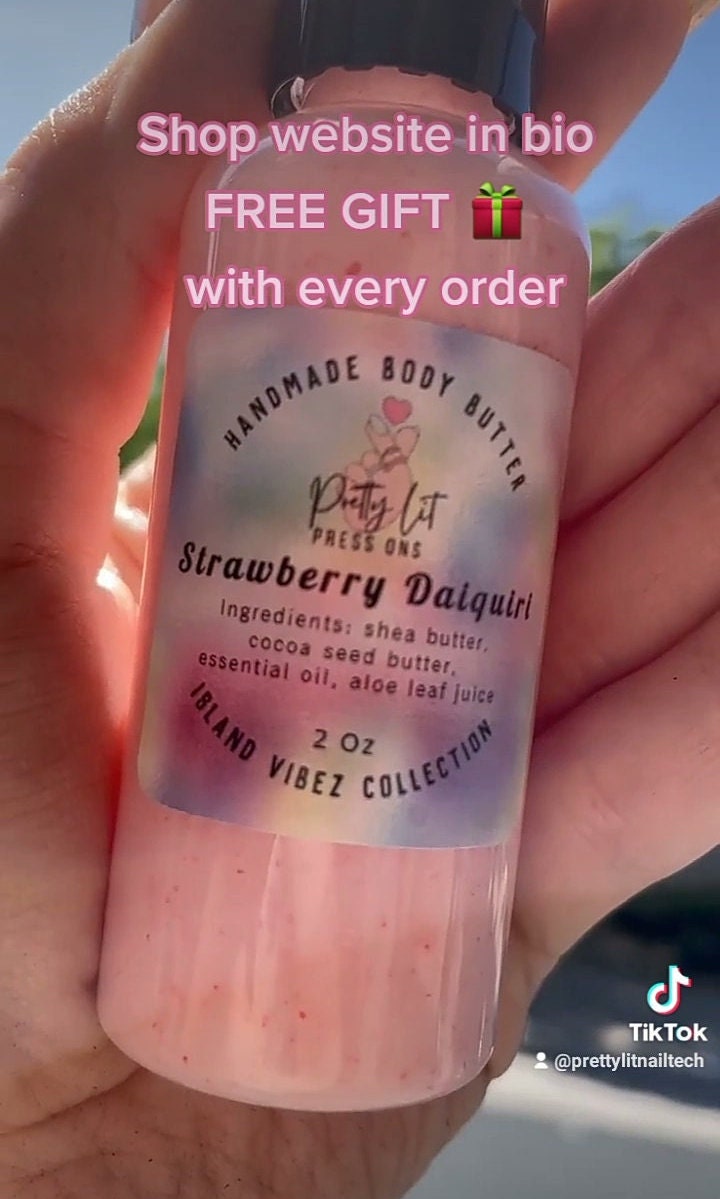 Shop website in bio
FREE GIFT 🎁
with every order
HANDMADE BODY BUTTER
Pretty Lit
PRESS ONS
Strawberry Daiquiri
Ingredients: shea butter,
cocoa seed butter,
essential oil, aloe leaf juice
2 Oz
ISLAND VIBEZ COLLECTION
TikTok
@prettylitnailtech